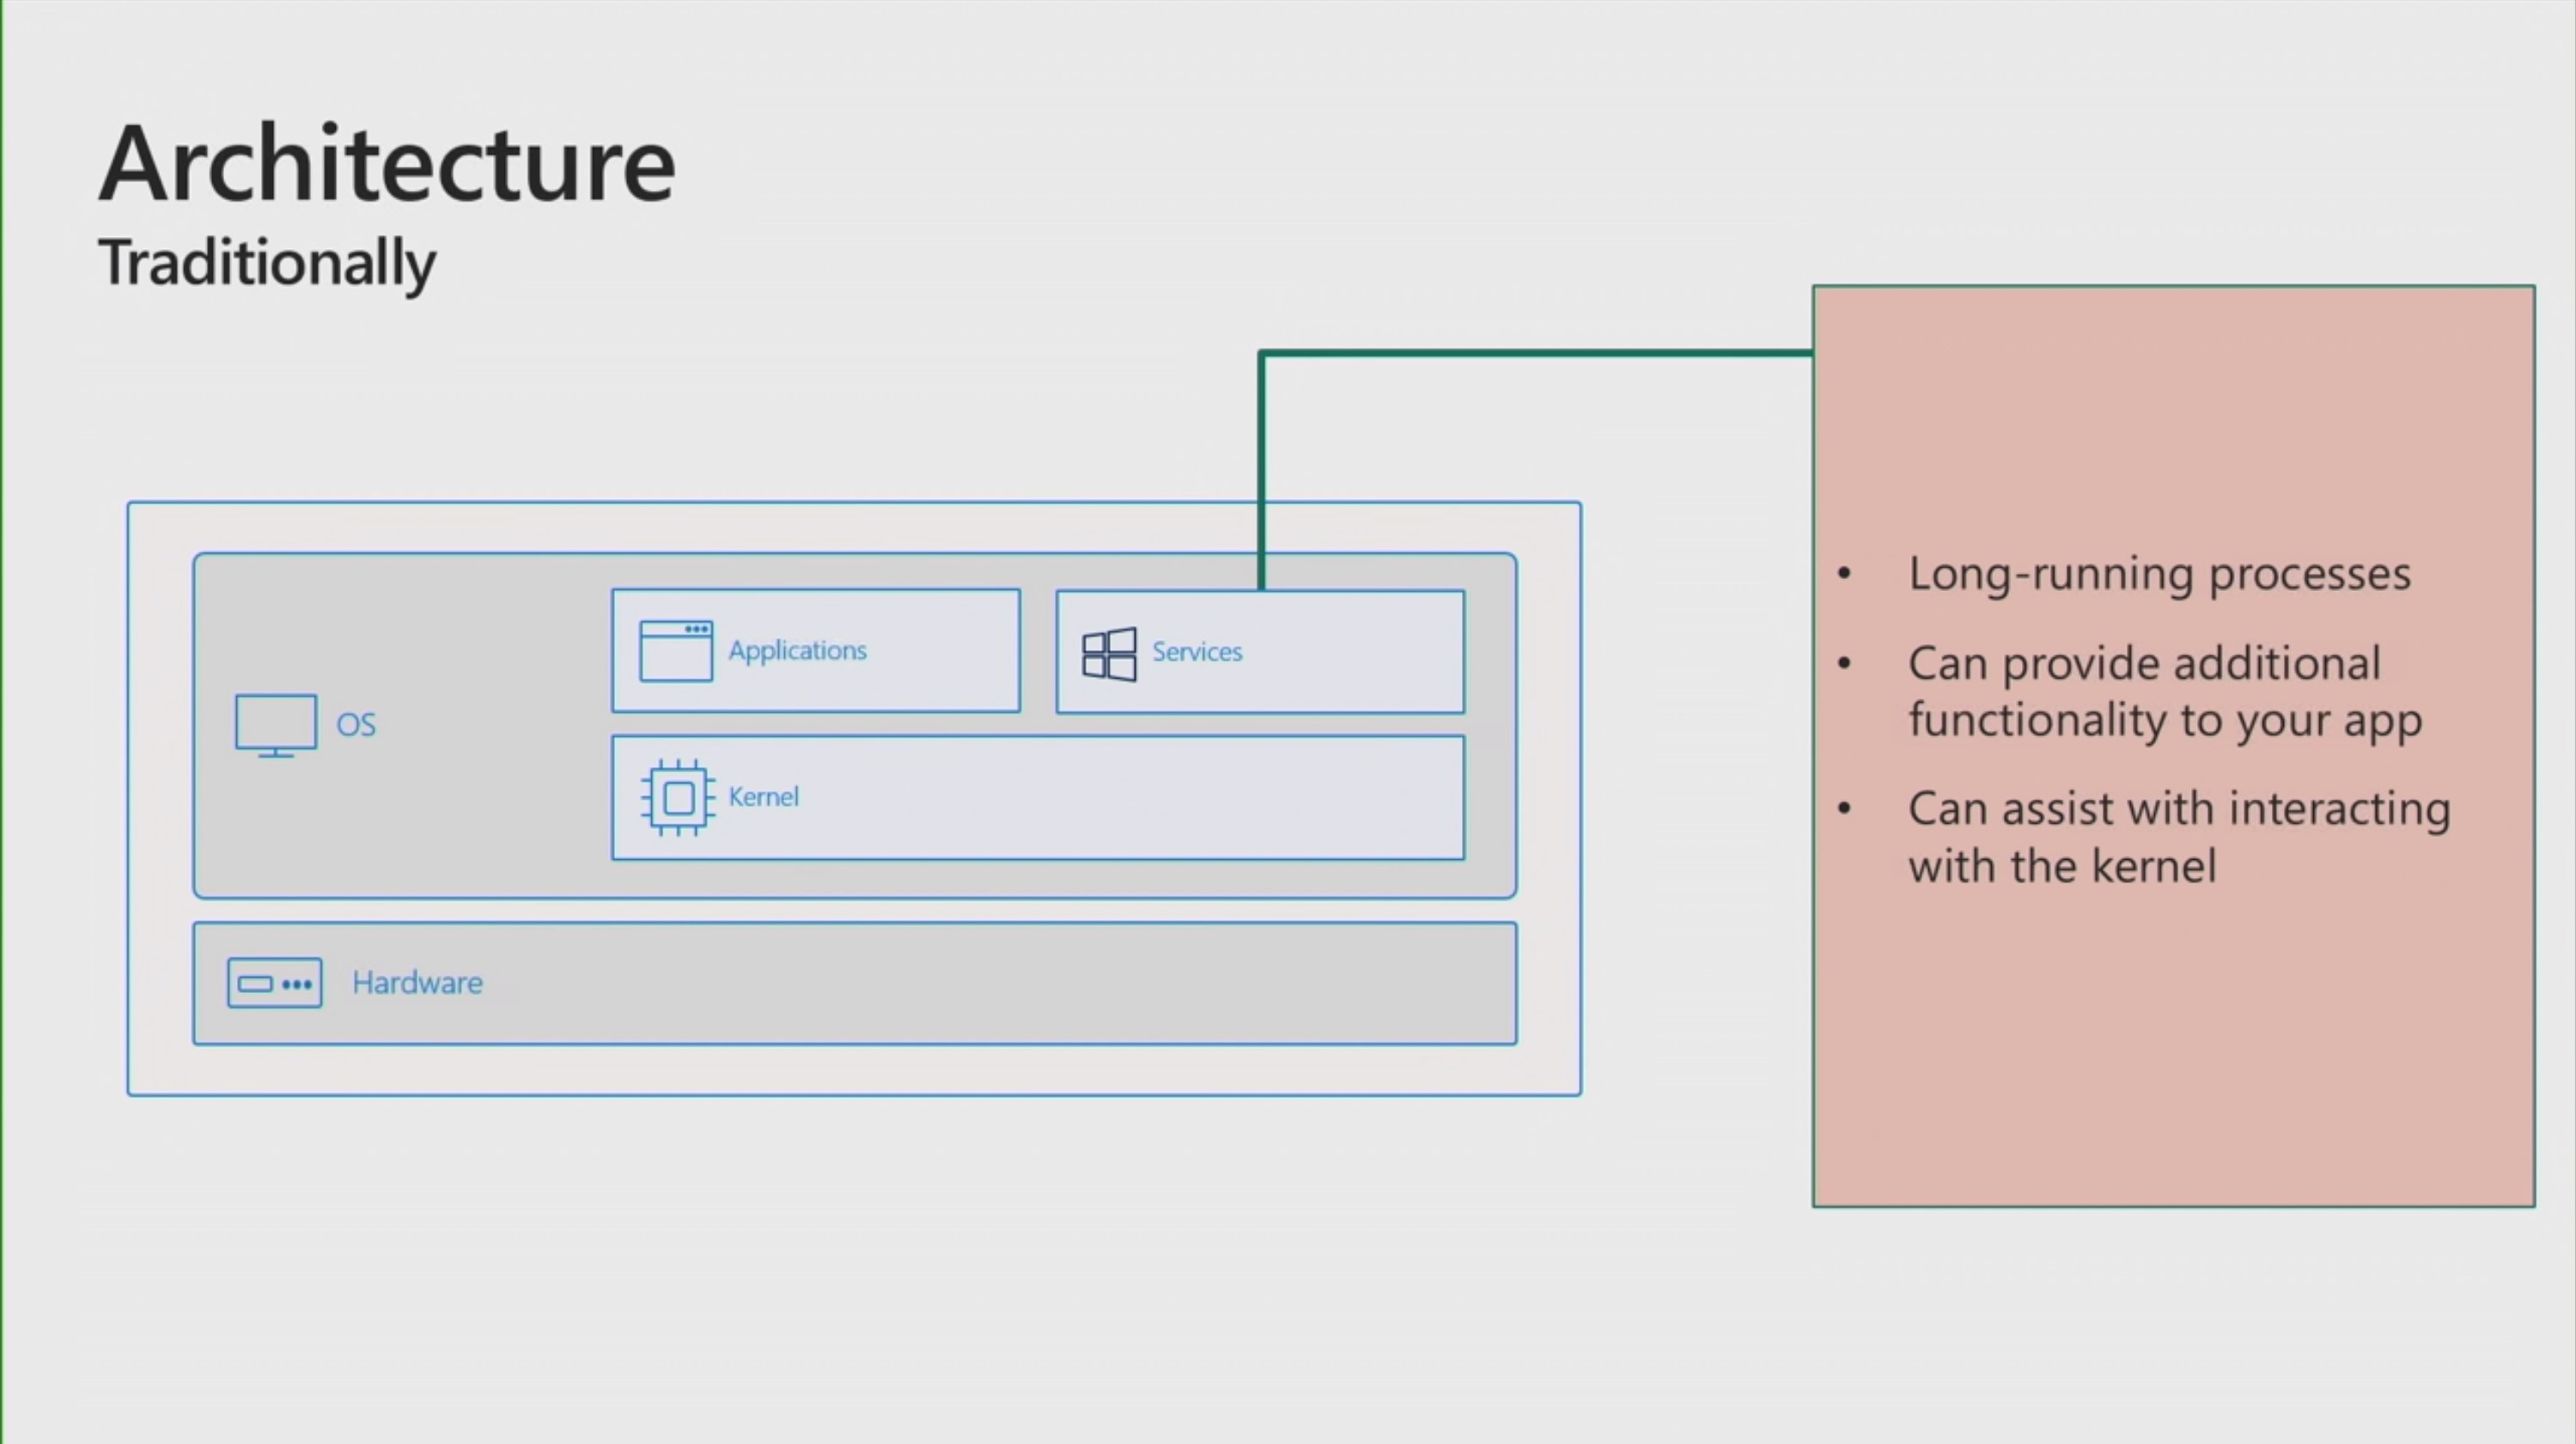 Architecture
Traditionally
Applications
Services
OS
Kernel
Hardware
• Long-running processes
• Can provide additional
functionality to your app
• Can assist with interacting
with the kernel